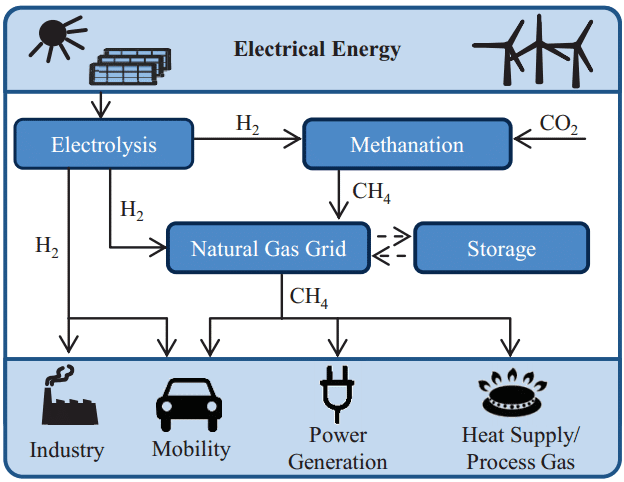 Electrical Energy
Electrolysis
H₂
Methanation
CO₂
CH₄
H₂
H₂
Natural Gas Grid
Storage
CH₄
Industry
Mobility
Power
Generation
Heat Supply/
Process Gas